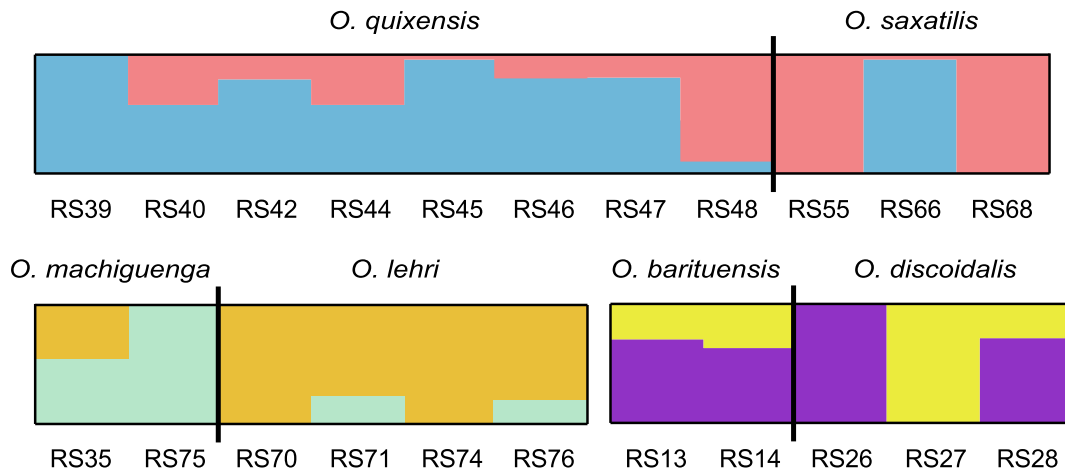 O. quixensis O. saxatilis
RS39 RS40 RS42 RS44 RS45 RS46 RS47 RS48 RS55 RS66 RS68
O. machiguenga O. lehri O. barituensis O. discoidalis
RS35 RS75 RS70 RS71 RS74 RS76 RS13 RS14 RS26 RS27 RS28